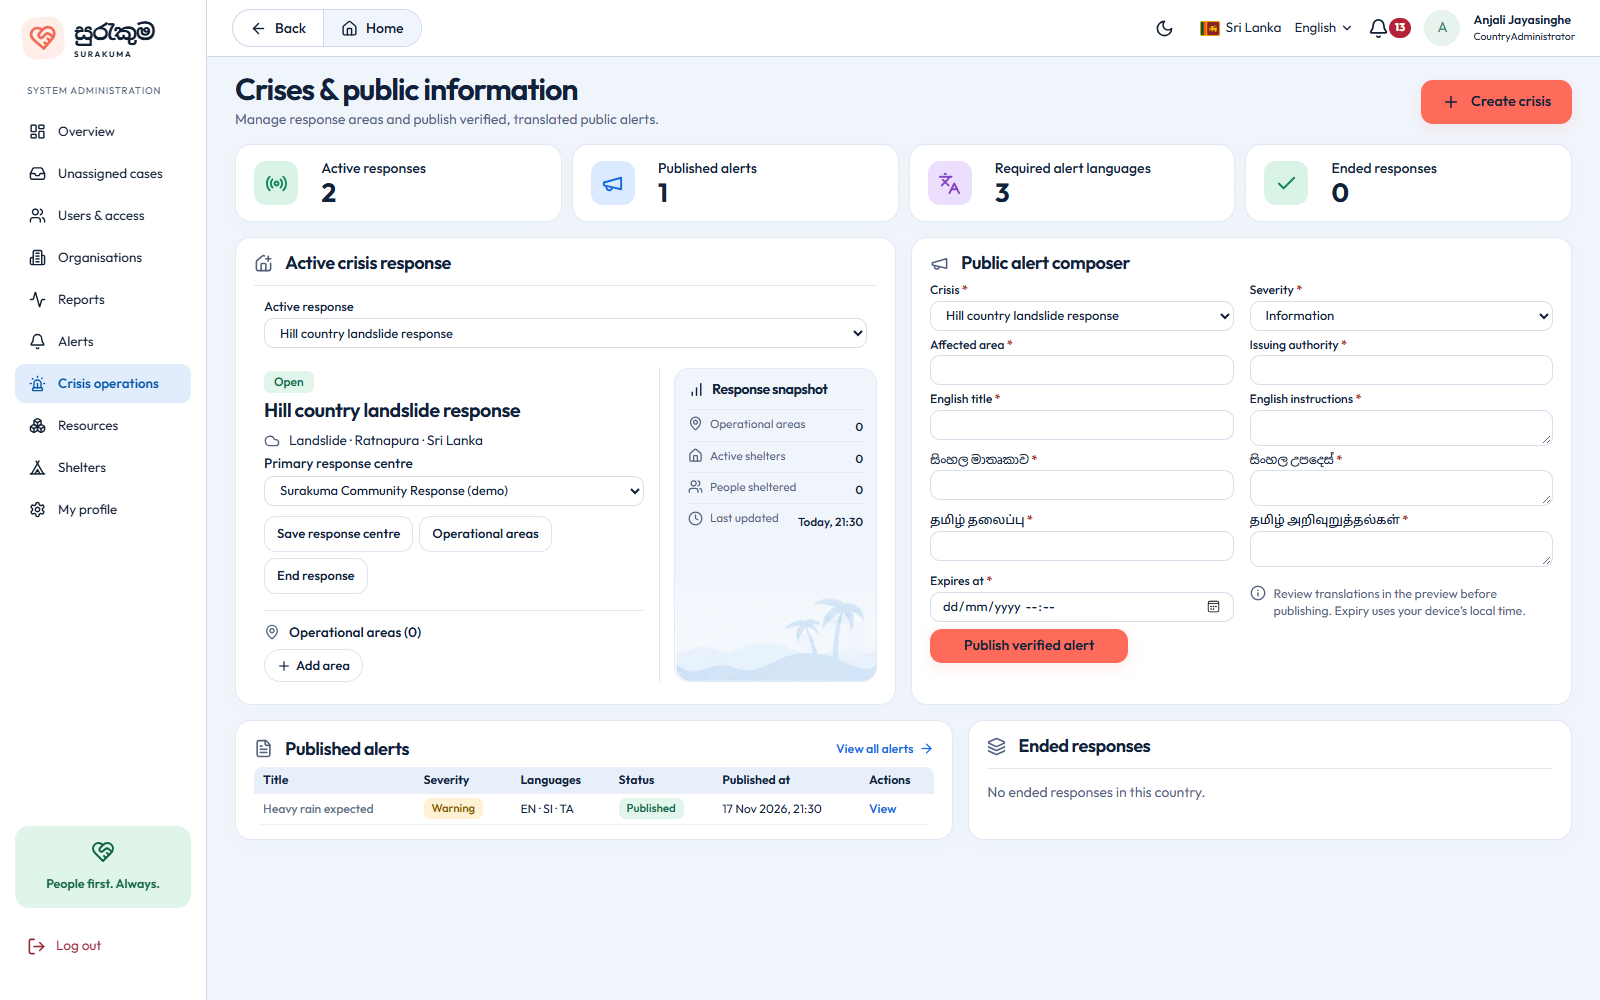 සුරැකුම
SURAKUMA
SYSTEM ADMINISTRATION
Overview
Unassigned cases
Users & access
Organisations
Reports
Alerts
Crisis operations
Resources
Shelters
My profile
People first. Always.
Log out
Back
Home
Sri Lanka
English
13
A
Anjali Jayasinghe
CountryAdministrator
Crises & public information
Manage response areas and publish verified, translated public alerts.
Create crisis
Active responses
2
Published alerts
1
Required alert languages
3
Ended responses
0
Active crisis response
Active response
Hill country landslide response
Open
Hill country landslide response
Landslide · Ratnapura · Sri Lanka
Primary response centre
Surakuma Community Response (demo)
Save response centre
Operational areas
End response
Operational areas (0)
Add area
Response snapshot
Operational areas 0
Active shelters 0
People sheltered 0
Last updated Today, 21:30
Public alert composer
Crisis *
Severity *
Hill country landslide response
Information
Affected area *
Issuing authority *
English title *
English instructions *
සිංහල මාතෘකාව *
සිංහල උපදෙස් *
தமிழ் தலைப்பு *
தமிழ் அறிவுறுத்தல்கள் *
Expires at *
dd/mm/yyyy --:--
Review translations in the preview before
publishing. Expiry uses your device's local time.
Publish verified alert
Published alerts
View all alerts
Title Severity Languages Status Published at Actions
Heavy rain expected Warning EN · SI · TA Published 17 Nov 2026, 21:30 View
Ended responses
No ended responses in this country.